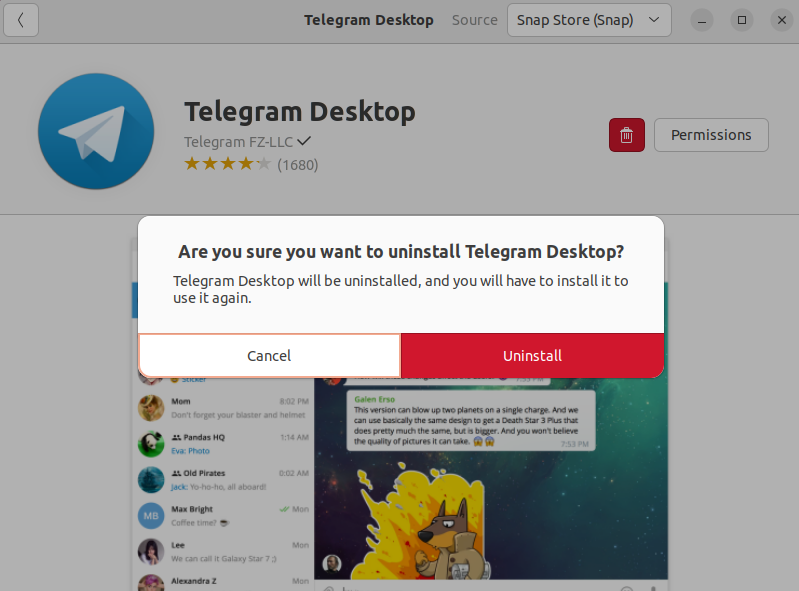 Telegram Desktop Source Snap Store (Snap)
Telegram Desktop
Telegram FZ-LLC
(1680)
Permissions
Are you sure you want to uninstall Telegram Desktop?
Telegram Desktop will be uninstalled, and you will have to install it to
use it again.
Cancel Uninstall
Sticker
7:53 PM
Galen Erso
This version can blow up two planets on a single charge. And we
can use basically the same design to get a Death Star 3 Plus that
does pretty much the same, but is bigger. And you won't believe
the quality of pictures it can take. 😱😱
7:53 PM
Mom 8:02 PM
Don't forget your blaster and helmet
Pandas HQ 1:14 AM
Eva: Photo
Old Pirates 0:02 AM
Jack: Yo-ho-ho, all aboard!
MB
Max Bright Mon
Coffee time? ☕
Lee Mon
We can call it Galaxy Star 7 ;)
Alexandra Z Mon